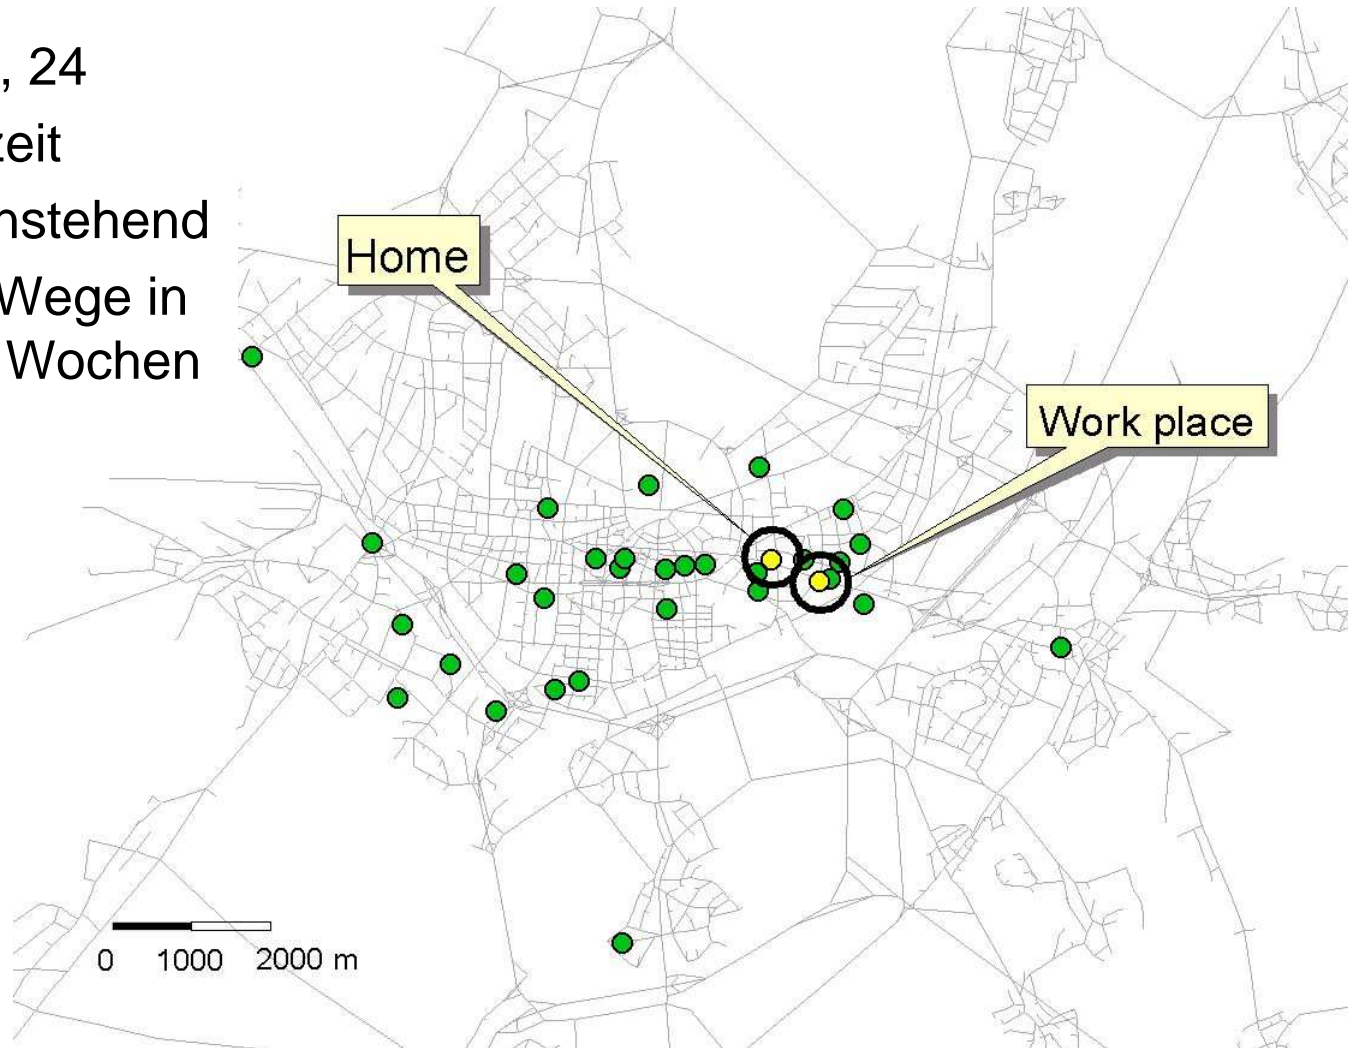 , 24
zeit
nstehend
Wege in
Wochen
Home
Work place
0 1000 2000 m